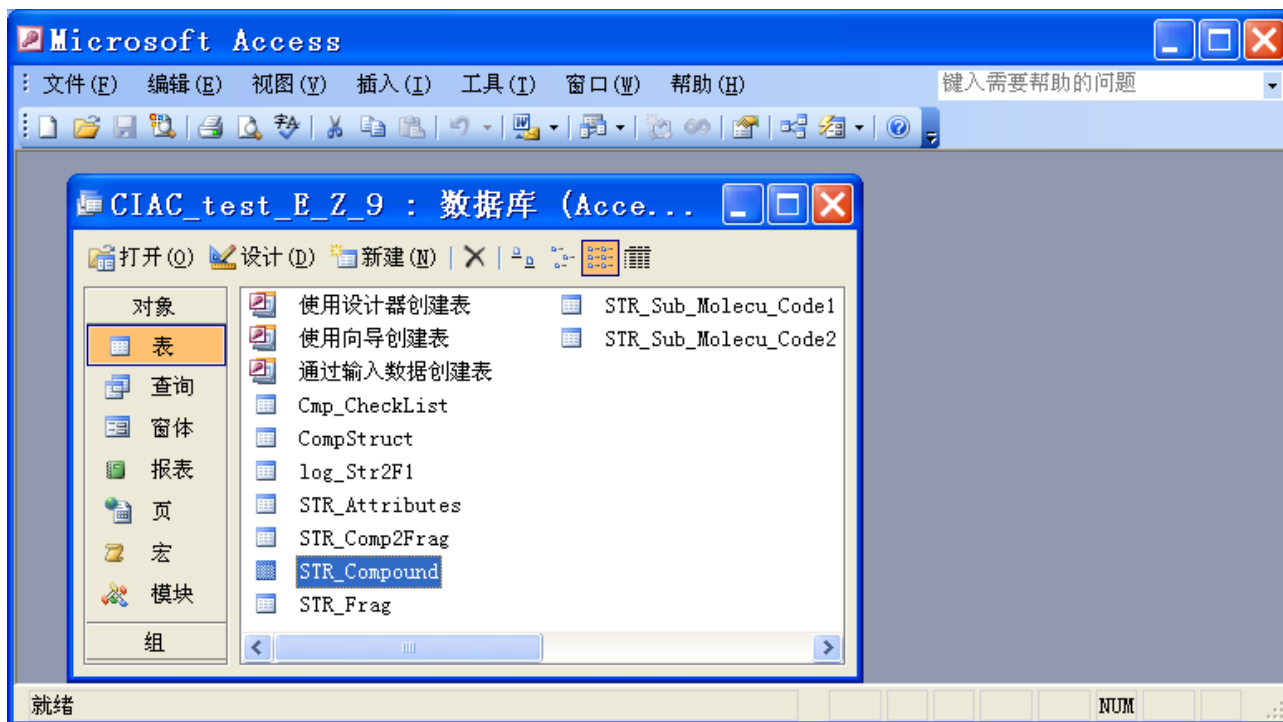 Microsoft Access
文件(F) 编辑(E) 视图(V) 插入(I) 工具(T) 窗口(W) 帮助(H) 键入需要帮助的问题
CIAC_test_E_Z_9 : 数据库 (Acce...
打开(O) 设计(D) 新建(N)
对象
表
查询
窗体
报表
页
宏
模块
组
使用设计器创建表
使用向导创建表
通过输入数据创建表
Cmp_CheckList
CompStruct
log_Str2F1
STR_Attributes
STR_Comp2Frag
STR_Compound
STR_Frag
STR_Sub_Molecu_Code1
STR_Sub_Molecu_Code2
就绪 NUM